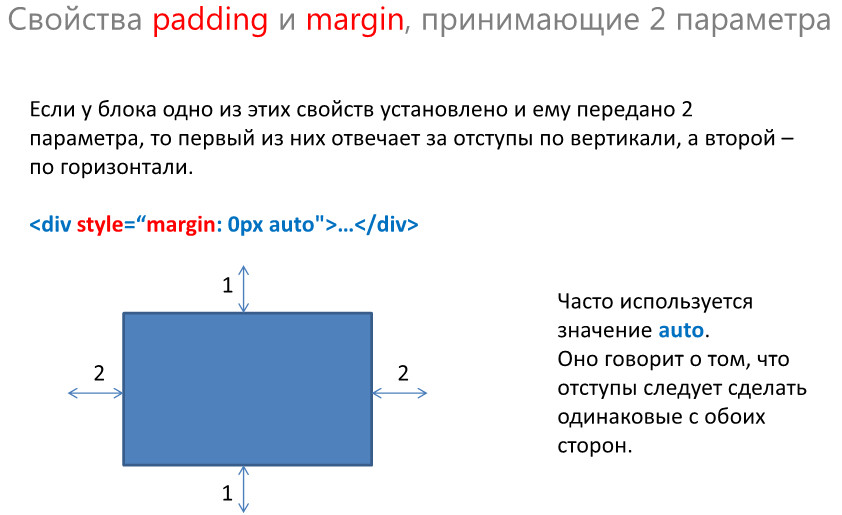 Свойства padding и margin, принимающие 2 параметра
Если у блока одно из этих свойств установлено и ему передано 2
параметра, то первый из них отвечает за отступы по вертикали, а второй –
по горизонтали.
<div style=“margin: 0px auto">…</div>
1
2
2
1
Часто используется
значение auto.
Оно говорит о том, что
отступы следует сделать
одинаковые с обоих
сторон.